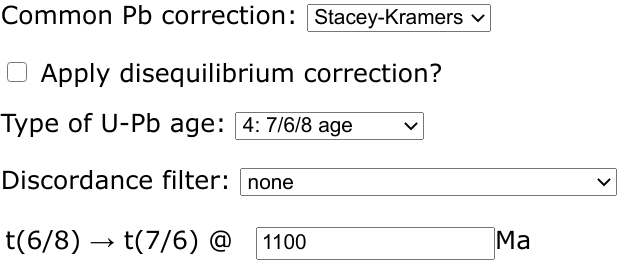 Common Pb correction: Stacey-Kramers
Apply disequilibrium correction?
Type of U-Pb age: 4: 7/6/8 age
Discordance filter: none
t(6/8) → t(7/6) @ 1100 Ma